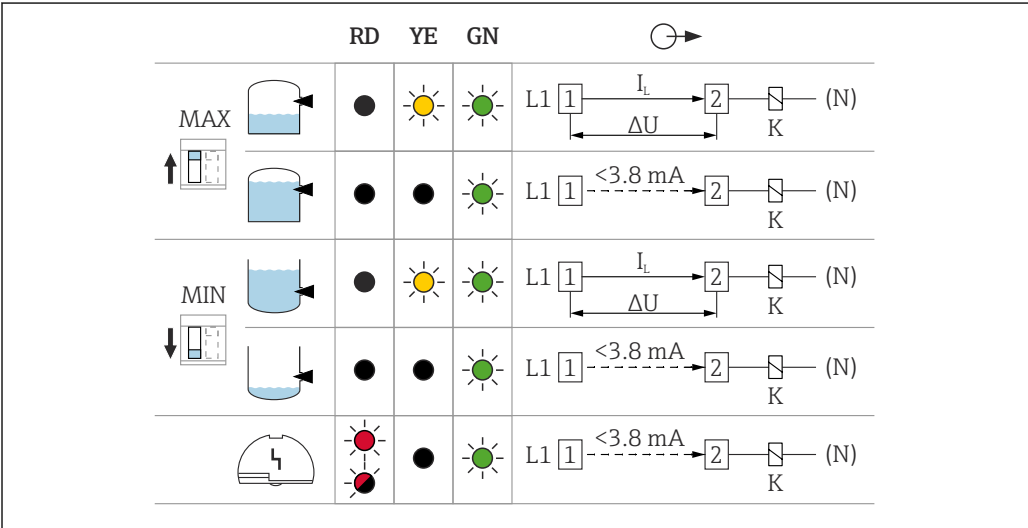 RD YE GN
MAX
L1 1 I_L 2 (N)
ΔU K
L1 1 <3.8 mA 2 (N)
K
MIN
L1 1 I_L 2 (N)
ΔU K
L1 1 <3.8 mA 2 (N)
K
L1 1 <3.8 mA 2 (N)
K